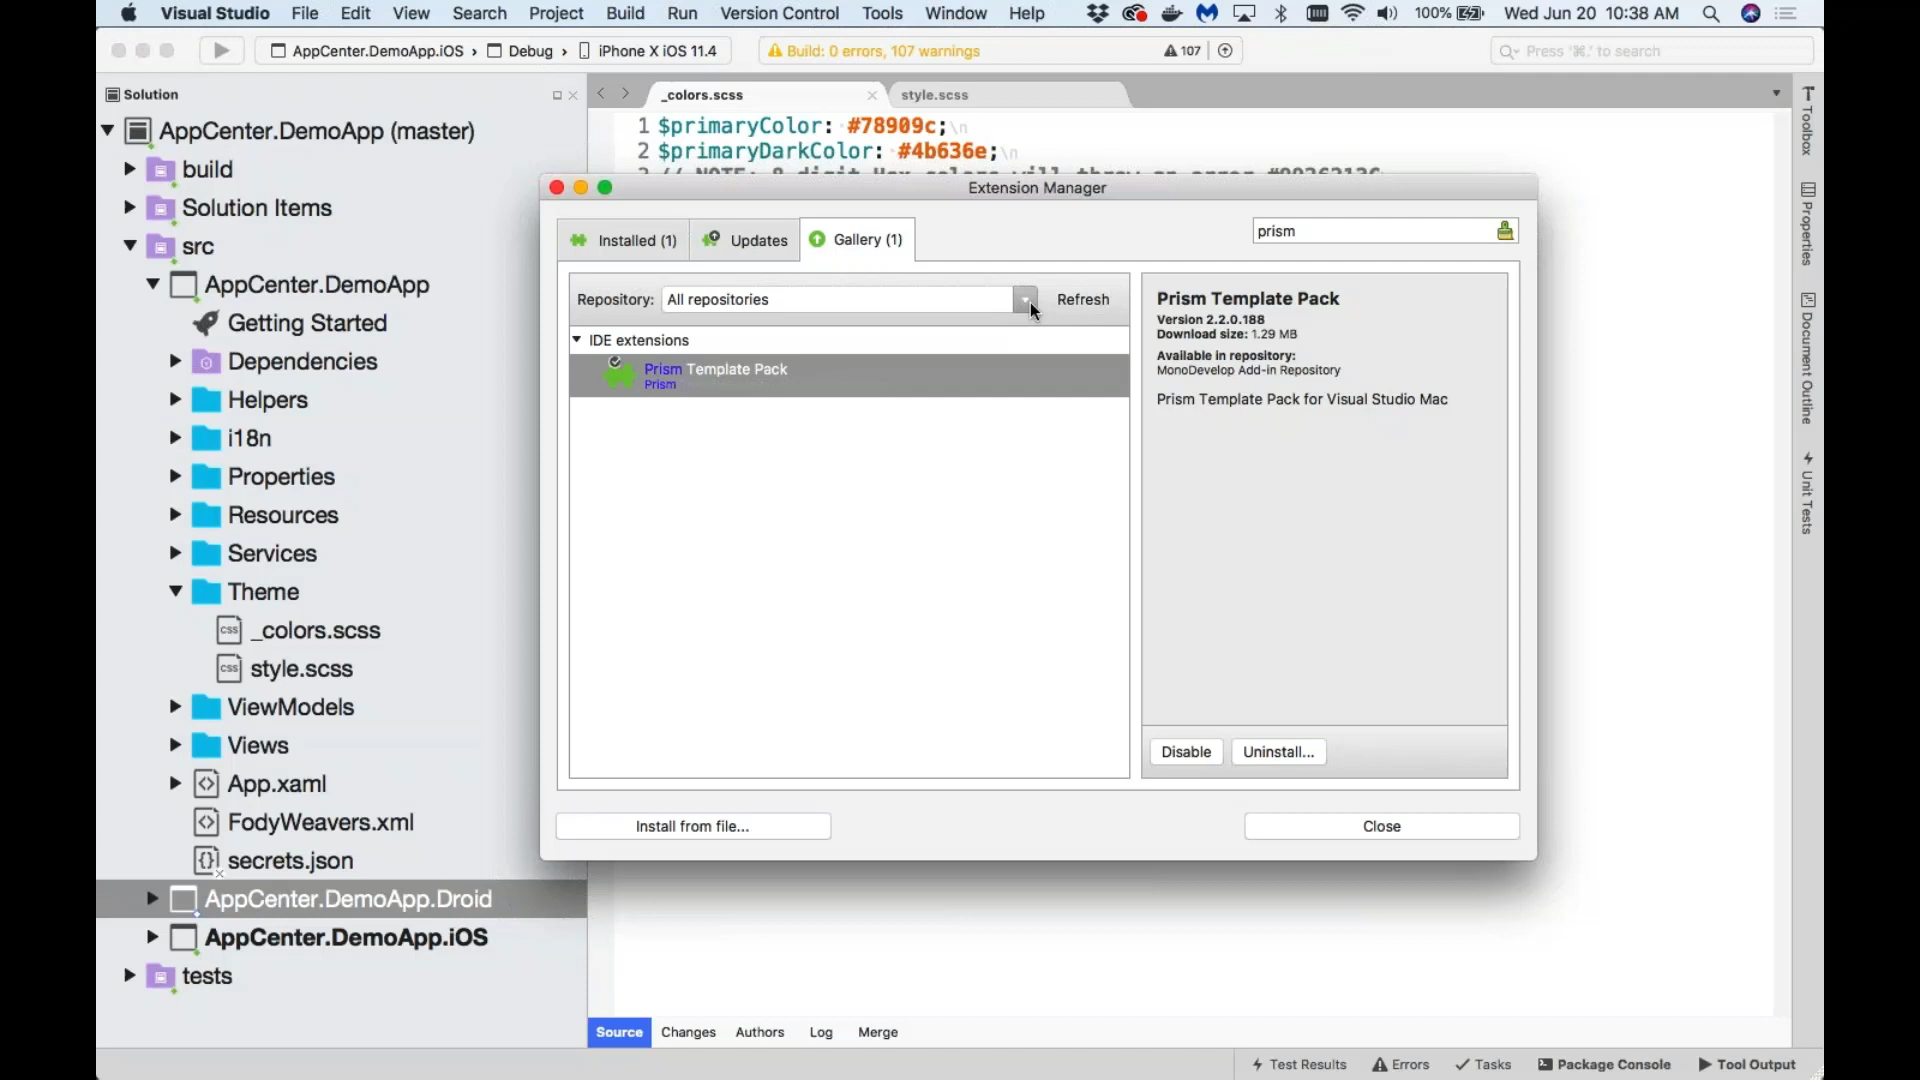 Visual Studio File Edit View Search Project Build Run Version Control Tools Window Help 100% Wed Jun 20 10:38 AM
AppCenter.DemoApp.iOS › Debug › iPhone X iOS 11.4
Build: 0 errors, 107 warnings
107
Press '⌘.' to search
Solution
AppCenter.DemoApp (master)
build
Solution Items
src
AppCenter.DemoApp
Getting Started
Dependencies
Helpers
i18n
Properties
Resources
Services
Theme
_colors.scss
style.scss
ViewModels
Views
App.xaml
FodyWeavers.xml
secrets.json
AppCenter.DemoApp.Droid
AppCenter.DemoApp.iOS
tests
_colors.scss
style.scss
1 $primaryColor: #78909c;\n
2 $primaryDarkColor: #4b636e;\n
Extension Manager
Installed (1)
Updates
Gallery (1)
prism
Repository: All repositories
Refresh
IDE extensions
Prism Template Pack
Prism
Prism Template Pack
Version 2.2.0.188
Download size: 1.29 MB
Available in repository:
MonoDevelop Add-in Repository
Prism Template Pack for Visual Studio Mac
Disable
Uninstall...
Install from file...
Close
Toolbox
Properties
Document Outline
Unit Tests
Source Changes Authors Log Merge
Test Results Errors Tasks Package Console Tool Output